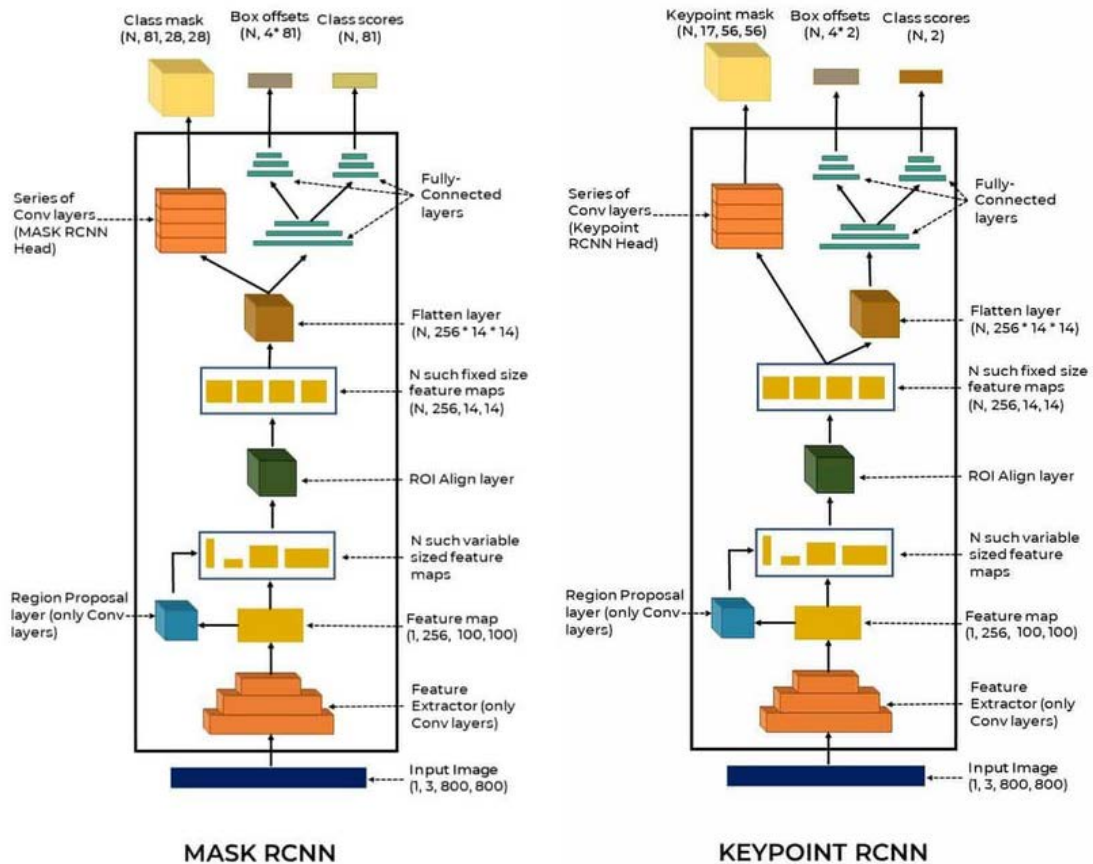 Class mask
(N, 81, 28, 28)
Box offsets
(N, 4* 81)
Class scores
(N, 81)
Series of
Conv layers
(MASK RCNN
Head)
Fully-
Connected
layers
Flatten layer
(N, 256 * 14 * 14)
N such fixed size
feature maps
(N, 256, 14, 14)
ROI Align layer
N such variable
sized feature
maps
Region Proposal
layer (only Conv
layers)
Feature map
(1, 256, 100, 100)
Feature
Extractor (only
Conv layers)
Input Image
(1, 3, 800, 800)
MASK RCNN
Keypoint mask
(N, 17, 56, 56)
Box offsets
(N, 4* 2)
Class scores
(N, 2)
Series of
Conv layers
(Keypoint
RCNN Head)
Fully-
Connected
layers
Flatten layer
(N, 256 * 14 * 14)
N such fixed size
feature maps
(N, 256, 14, 14)
ROI Align layer
N such variable
sized feature
maps
Region Proposal
layer (only Conv
layers)
Feature map
(1, 256, 100, 100)
Feature
Extractor (only
Conv layers)
Input Image
(1, 3, 800, 800)
KEYPOINT RCNN